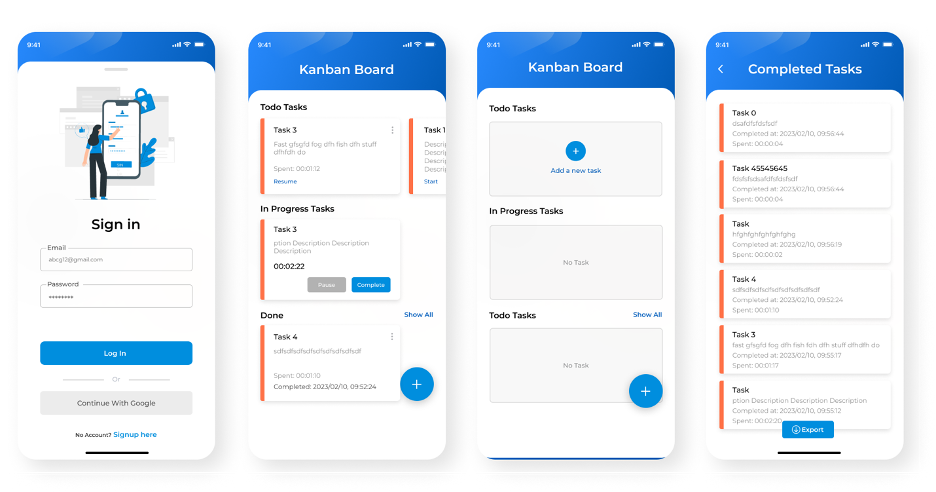 9:41
Sign in
Email
abcg12@gmail.com
Password
********
Log In
Or
Continue With Google
No Account? Signup here
9:41
Kanban Board
Todo Tasks
Task 3
Fast gfsgfd fog dfh fish dfh stuff
dfhfdh do
Spent: 00:01:12
Resume
Task 1
Descrip
Descrip
Descrip
Start
In Progress Tasks
Task 3
ption Description Description
Description
00:02:22
Pause
Complete
Done
Show All
Task 4
sdfsdfsdfsdfsdfsdfsdfsdfsdf
Spent: 00:01:10
Completed: 2023/02/10, 09:52:24
9:41
Kanban Board
Todo Tasks
Add a new task
In Progress Tasks
No Task
Todo Tasks
Show All
No Task
9:41
Completed Tasks
Task 0
dsafdfsfdsfsdf
Completed at: 2023/02/10, 09:56:44
Spent: 00:00:04
Task 45545645
Completed at: 2023/02/10, 09:56:44
Spent: 00:00:04
Task
hfghfghfghfghfghg
Completed at: 2023/02/10, 09:56:19
Spent: 00:00:02
Task 4
sdfsdfsdfsdfsdfsdfsdfsdfsdf
Completed at: 2023/02/10, 09:52:24
Spent: 00:01:10
Task 3
fast gfsgfd fog dfh fish fdh dfh stuff dfhdfh do
Completed at: 2023/02/10, 09:55:17
Spent: 00:01:17
Task
ption Description Description Description
Completed at: 2023/02/10, 09:55:12
Spent: 00:02:20
Export